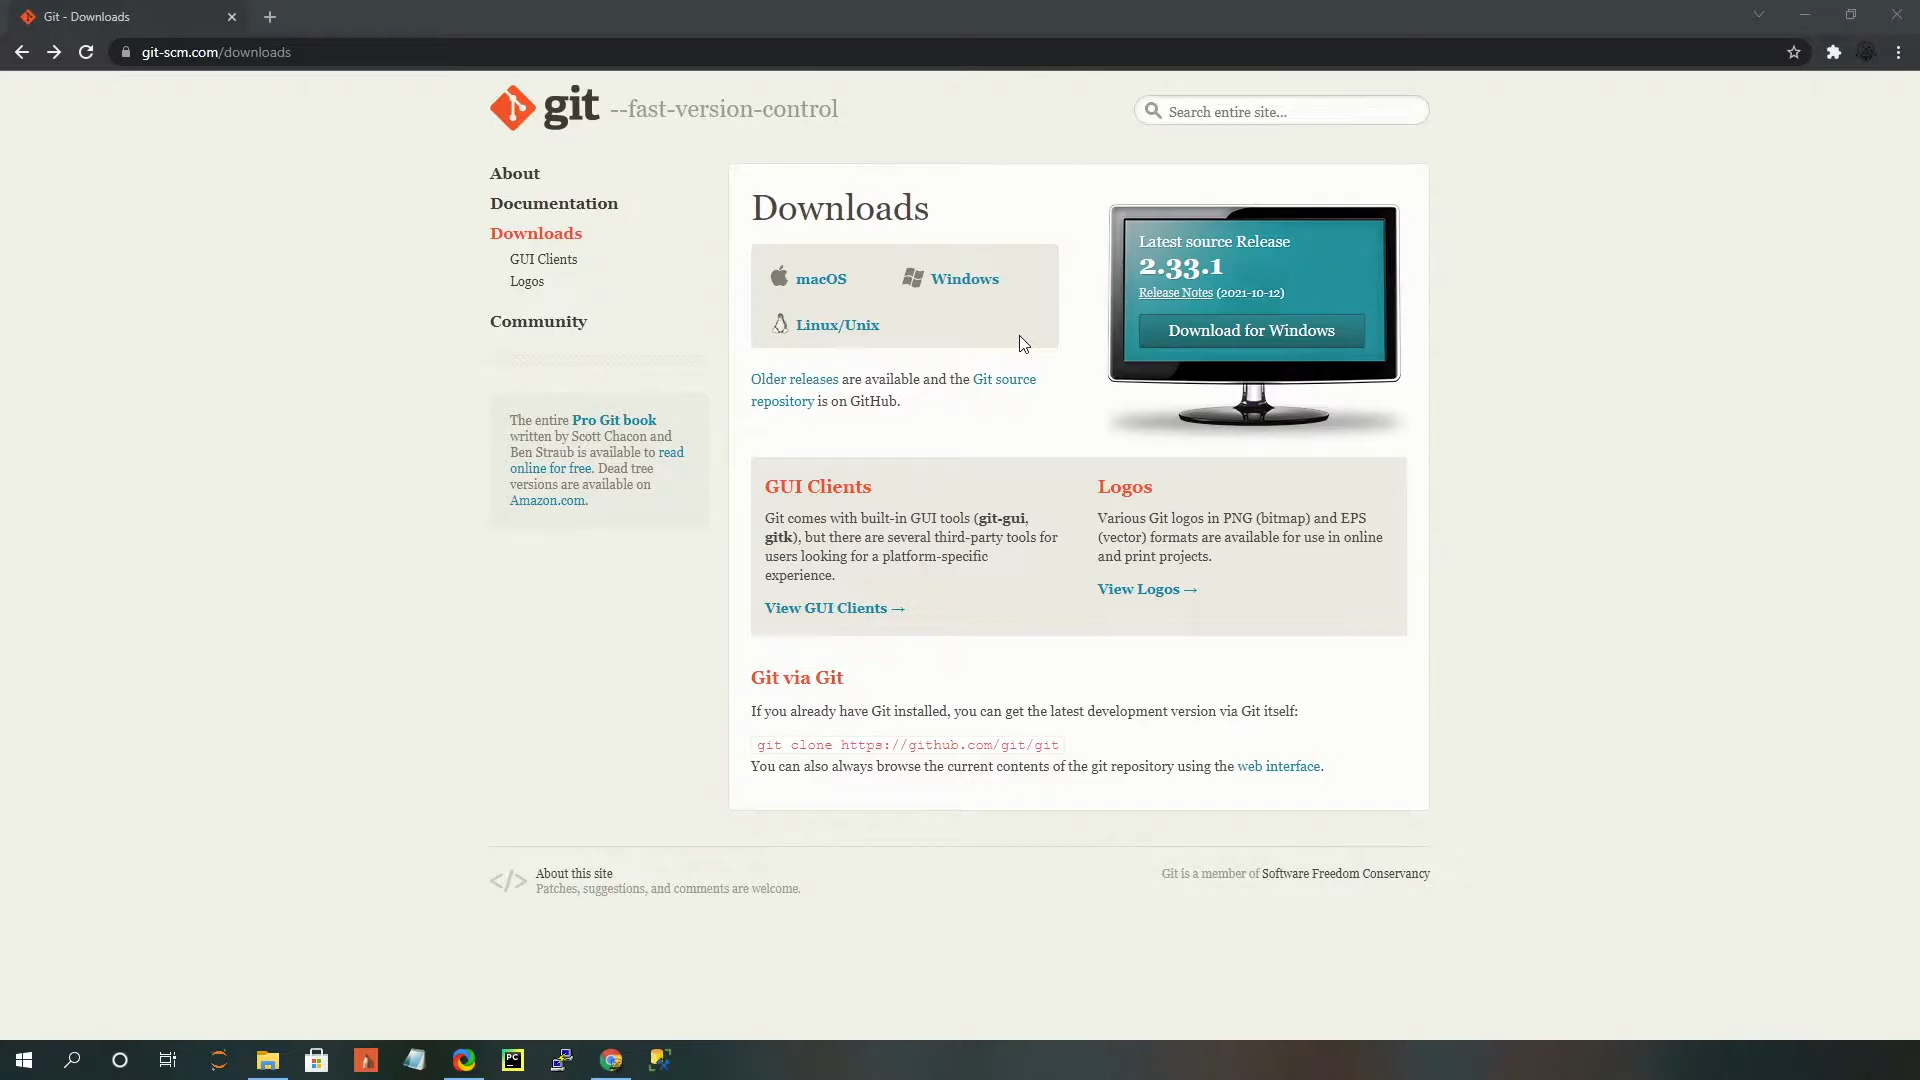 Git - Downloads
git-scm.com/downloads
git --fast-version-control
Search entire site...
About
Documentation
Downloads
GUI Clients
Logos
Community
The entire Pro Git book
written by Scott Chacon and
Ben Straub is available to read
online for free. Dead tree
versions are available on
Amazon.com.
Downloads
macOS
Windows
Linux/Unix
Older releases are available and the Git source
repository is on GitHub.
Latest source Release
2.33.1
Release Notes (2021-10-12)
Download for Windows
GUI Clients
Git comes with built-in GUI tools (git-gui,
gitk), but there are several third-party tools for
users looking for a platform-specific
experience.
View GUI Clients →
Logos
Various Git logos in PNG (bitmap) and EPS
(vector) formats are available for use in online
and print projects.
View Logos →
Git via Git
If you already have Git installed, you can get the latest development version via Git itself:
git clone https://github.com/git/git
You can also always browse the current contents of the git repository using the web interface.
</> About this site
Patches, suggestions, and comments are welcome.
Git is a member of Software Freedom Conservancy
PC